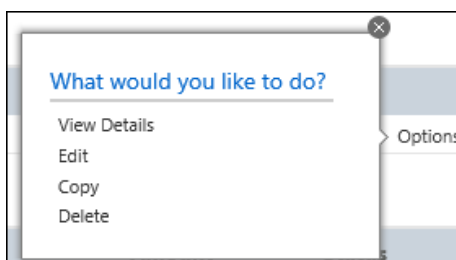 What would you like to do?
View Details
Edit
Options
Copy
Delete